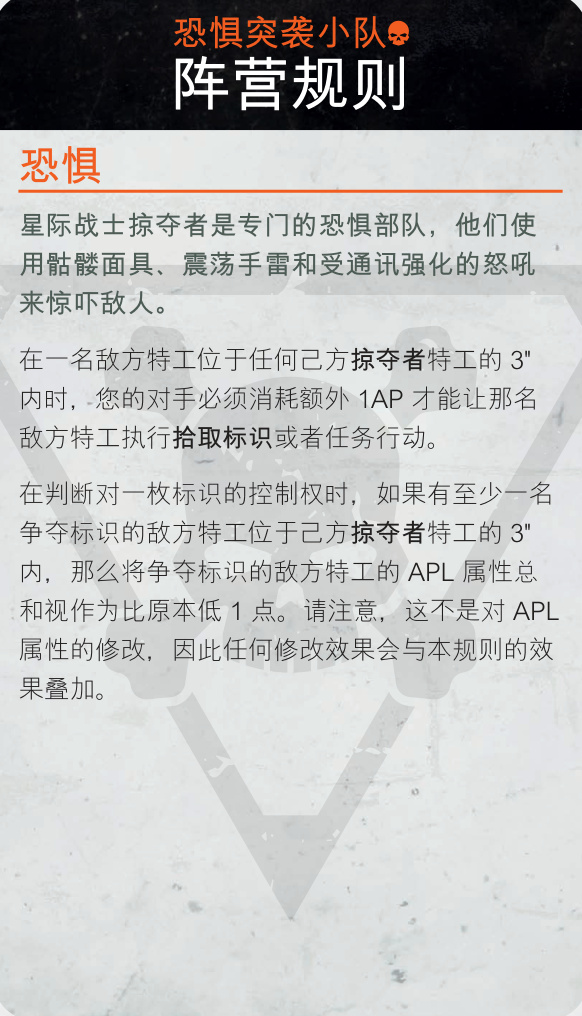 恐惧突袭小队
阵营规则
恐惧
星际战士掠夺者是专门的恐惧部队，他们使
用骷髅面具、震荡手雷和受通讯强化的怒吼
来惊吓敌人。
在一名敌方特工位于任何己方掠夺者特工的 3"
内时，您的对手必须消耗额外 1AP 才能让那名
敌方特工执行拾取标识或者任务行动。
在判断对一枚标识的控制权时，如果有至少一名
争夺标识的敌方特工位于己方掠夺者特工的 3"
内，那么将争夺标识的敌方特工的 APL 属性总
和视作为比原本低 1 点。请注意，这不是对 APL
属性的修改，因此任何修改效果会与本规则的效
果叠加。